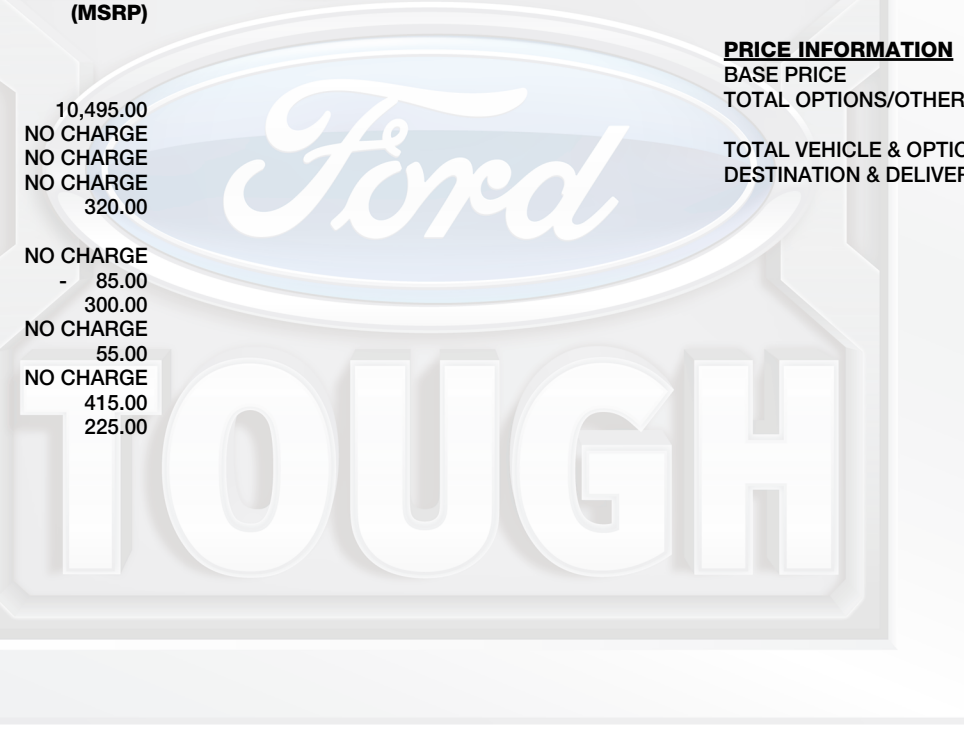 (MSRP)
10,495.00
NO CHARGE
NO CHARGE
NO CHARGE
320.00
NO CHARGE
- 85.00
300.00
NO CHARGE
55.00
NO CHARGE
415.00
225.00
PRICE INFORMATION
BASE PRICE
TOTAL OPTIONS/OTHER
TOTAL VEHICLE & OPTIO
DESTINATION & DELIVER
Ford
TOUGH